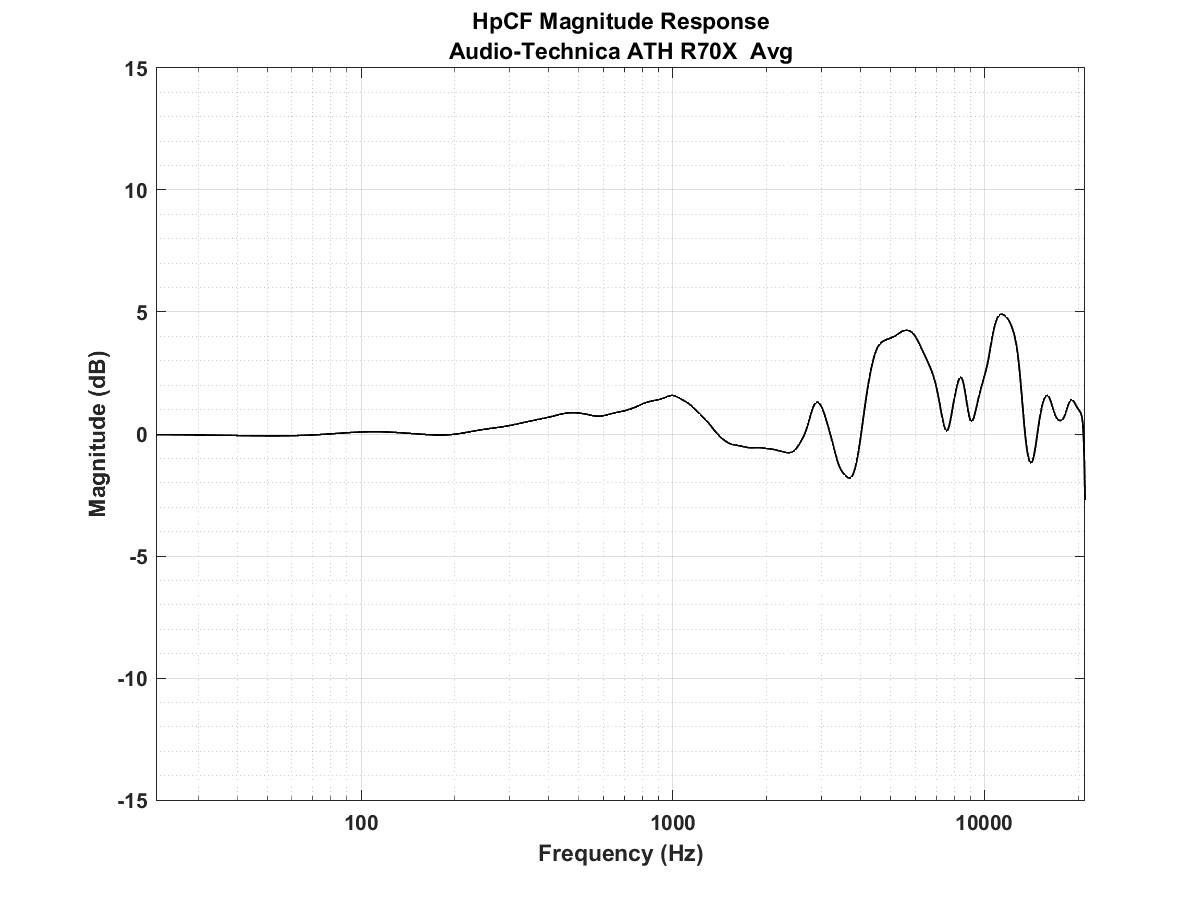 HpCF Magnitude Response
Audio-Technica ATH R70X  Avg
15
10
5
0
-5
-10
-15
Magnitude (dB)
100
1000
10000
Frequency (Hz)